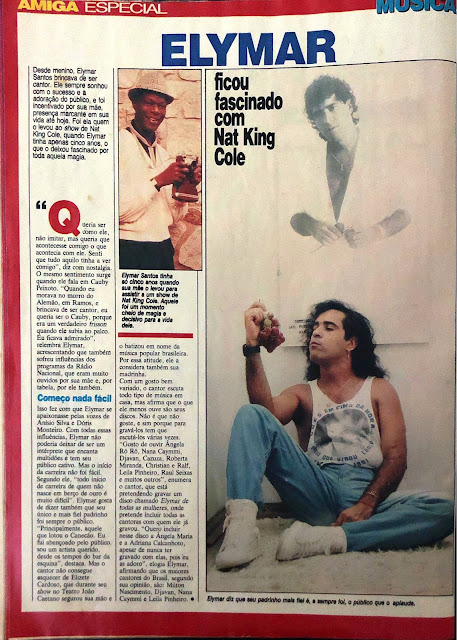 AMIGA ESPECIAL
MÚSICA
ELYMAR
ficou
fascinado
com
Nat King
Cole
Desde menino, Elymar
Santos brincava de ser
cantor. Ele sempre sonhou
com o sucesso e a
adoração do público, e foi
incentivado por sua mãe,
presença marcante em sua
vida até hoje. Foi ela quem
o levou ao show de Nat
King Cole, quando Elymar
tinha apenas cinco anos, o
que o deixou fascinado por
toda aquela magia.
“Queria ser
como ele,
não imitar, mas queria que
acontecesse comigo o que
acontecia com ele. Senti
que tudo aquilo tinha a ver
comigo”, diz com nostalgia.
O mesmo sentimento surge
quando ele fala em Cauby
Peixoto. “Quando eu
morava no morro do
Alemão, em Ramos, e
brincava de ser cantor, eu
queria ser o Cauby, porque
era um verdadeiro frisson
quando ele subia ao palco.
Eu ficava admirado”,
relembra Elymar,
acrescentando que também
sofreu influências dos
programas da Rádio
Nacional, que eram muito
ouvidos por sua mãe e, por
tabela, por ele também.
Começo nada fácil
Isso fez com que Elymar se
apaixonasse pelas vozes de
Anísio Silva e Dóris
Monteiro. Com todas essas
influências, Elymar não
poderia deixar de ser um
intérprete que encanta
multidões e tem seu
público cativo. Mas o início
da carreira não foi fácil.
Segundo ele, “todo início
de carreira de quem não
nasce em berço de ouro é
muito difícil”. Elymar gosta
de dizer também que seu
único e mais fiel padrinho
foi sempre o público.
“Principalmente, aquele
que lotou o Canecão. Eu
fui abençoado pelo público,
sou um artista querido,
desde os tempos do bar da
esquina”, destaca. Mas o
cantor não consegue
esquecer de Elizete
Cardoso, que durante seu
show no Teatro João
Caetano segurou sua mão e
Elymar Santos tinha
só cinco anos quando
sua mãe o levou para
assistir a um show de
Nat King Cole. Aquele
foi um momento
cheio de magia e
decisivo para a vida
dele.
o batizou em nome da
música popular brasileira.
Por essa atitude, ele a
considera também sua
madrinha.
Com um gosto bem
variado, o cantor escuta
todo tipo de música em
casa, mas afirma que o que
ele menos ouve são seus
discos. Não é que não
goste, e sim porque para
gravá-los tem que
escutá-los várias vezes.
“Gosto de ouvir Ângela
Rô Rô, Nana Caymmi,
Djavan, Cazuza, Roberta
Miranda, Christian e Ralf,
Leila Pinheiro, Raul Seixas
e muitos outros”, enumera
o cantor, que está
pretendendo gravar um
disco chamado Elymar de
todas as mulheres, onde
pretende incluir todas as
cantoras com quem ele já
gravou. “Quero incluir
nesse disco a Ângela Maria
e a Adriana Calcanhoto,
apesar de nunca ter
gravado com elas, pois eu
as adoro”, elogia Elymar,
afirmando que os maiores
cantores do Brasil, segundo
sua opinião, são: Milton
Nascimento, Djavan, Nana
Caymmi e Leila Pinheiro.
Elymar diz que seu padrinho mais fiel é, e sempre foi, o público que o aplaude.